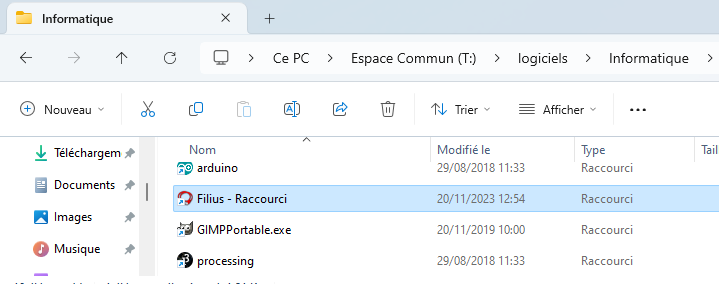 Informatique
Ce PC Espace Commun (T:) logiciels Informatique
Nouveau Trier Afficher
Nom Modifié le Type Tail
Téléchargem
arduino 29/08/2018 11:33 Raccourci
Documents
Filius - Raccourci 20/11/2023 12:54 Raccourci
Images
GIMPPortable.exe 20/11/2019 10:00 Raccourci
Musique
processing 29/08/2018 11:33 Raccourci